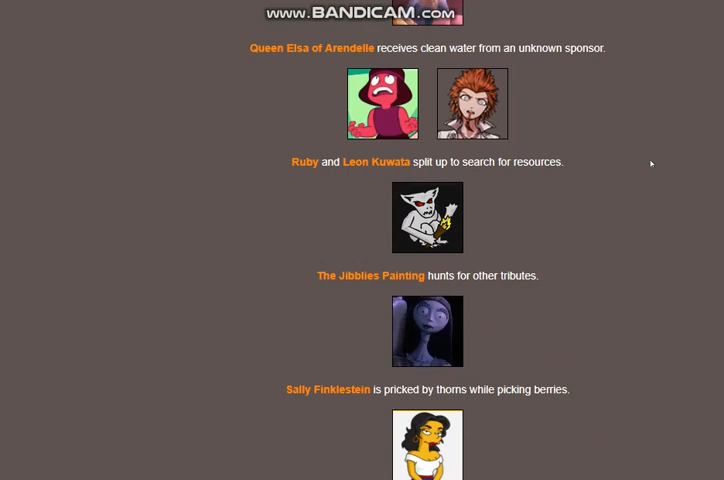 www.BANDICAM.com
Queen Elsa of Arendelle receives clean water from an unknown sponsor.
Ruby and Leon Kuwata split up to search for resources.
The Jibblies Painting hunts for other tributes.
Sally Finklestein is pricked by thorns while picking berries.